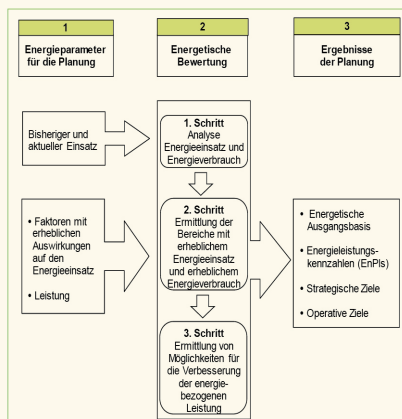 1
Energieparameter
für die Planung
2
Energetische
Bewertung
3
Ergebnisse
der Planung
Bisheriger und
aktueller Einsatz
• Faktoren mit
erheblichen
Auswirkungen
auf den
Energieeinsatz
• Leistung
1. Schritt
Analyse
Energieeinsatz und
Energieverbrauch
2. Schritt
Ermittlung der
Bereiche mit
erheblichem
Energieeinsatz
und erheblichem
Energieverbrauch
3. Schritt
Ermittlung von
Möglichkeiten für
die Verbesserung
der energie-
bezogenen
Leistung
• Energetische
Ausgangsbasis
• Energieleistungs-
kennzahlen (EnPIs)
• Strategische Ziele
• Operative Ziele